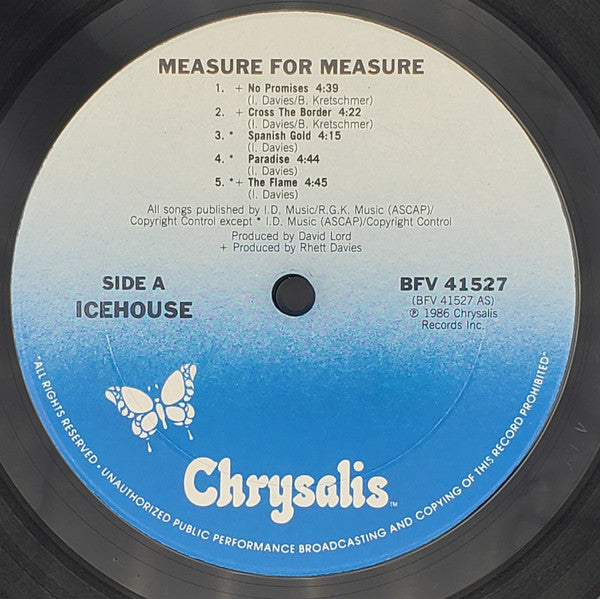 MEASURE FOR MEASURE
1. + No Promises 4:39
(I. Davies/B. Kretschmer)
2. + Cross The Border 4:22
(I. Davies/B. Kretschmer)
3. * Spanish Gold 4:15
(I. Davies)
4. * Paradise 4:44
(I. Davies)
5. *+ The Flame 4:45
(I. Davies)
All songs published by I.D. Music/R.G.K. Music (ASCAP)/
Copyright Control except * I.D. Music (ASCAP)/Copyright Control
Produced by David Lord
+ Produced by Rhett Davies
SIDE A
ICEHOUSE
BFV 41527
(BFV 41527 AS)
℗ 1986 Chrysalis
Records Inc.
Chrysalis™
"ALL RIGHTS RESERVED • UNAUTHORIZED PUBLIC PERFORMANCE BROADCASTING AND COPYING OF THIS RECORD PROHIBITED"